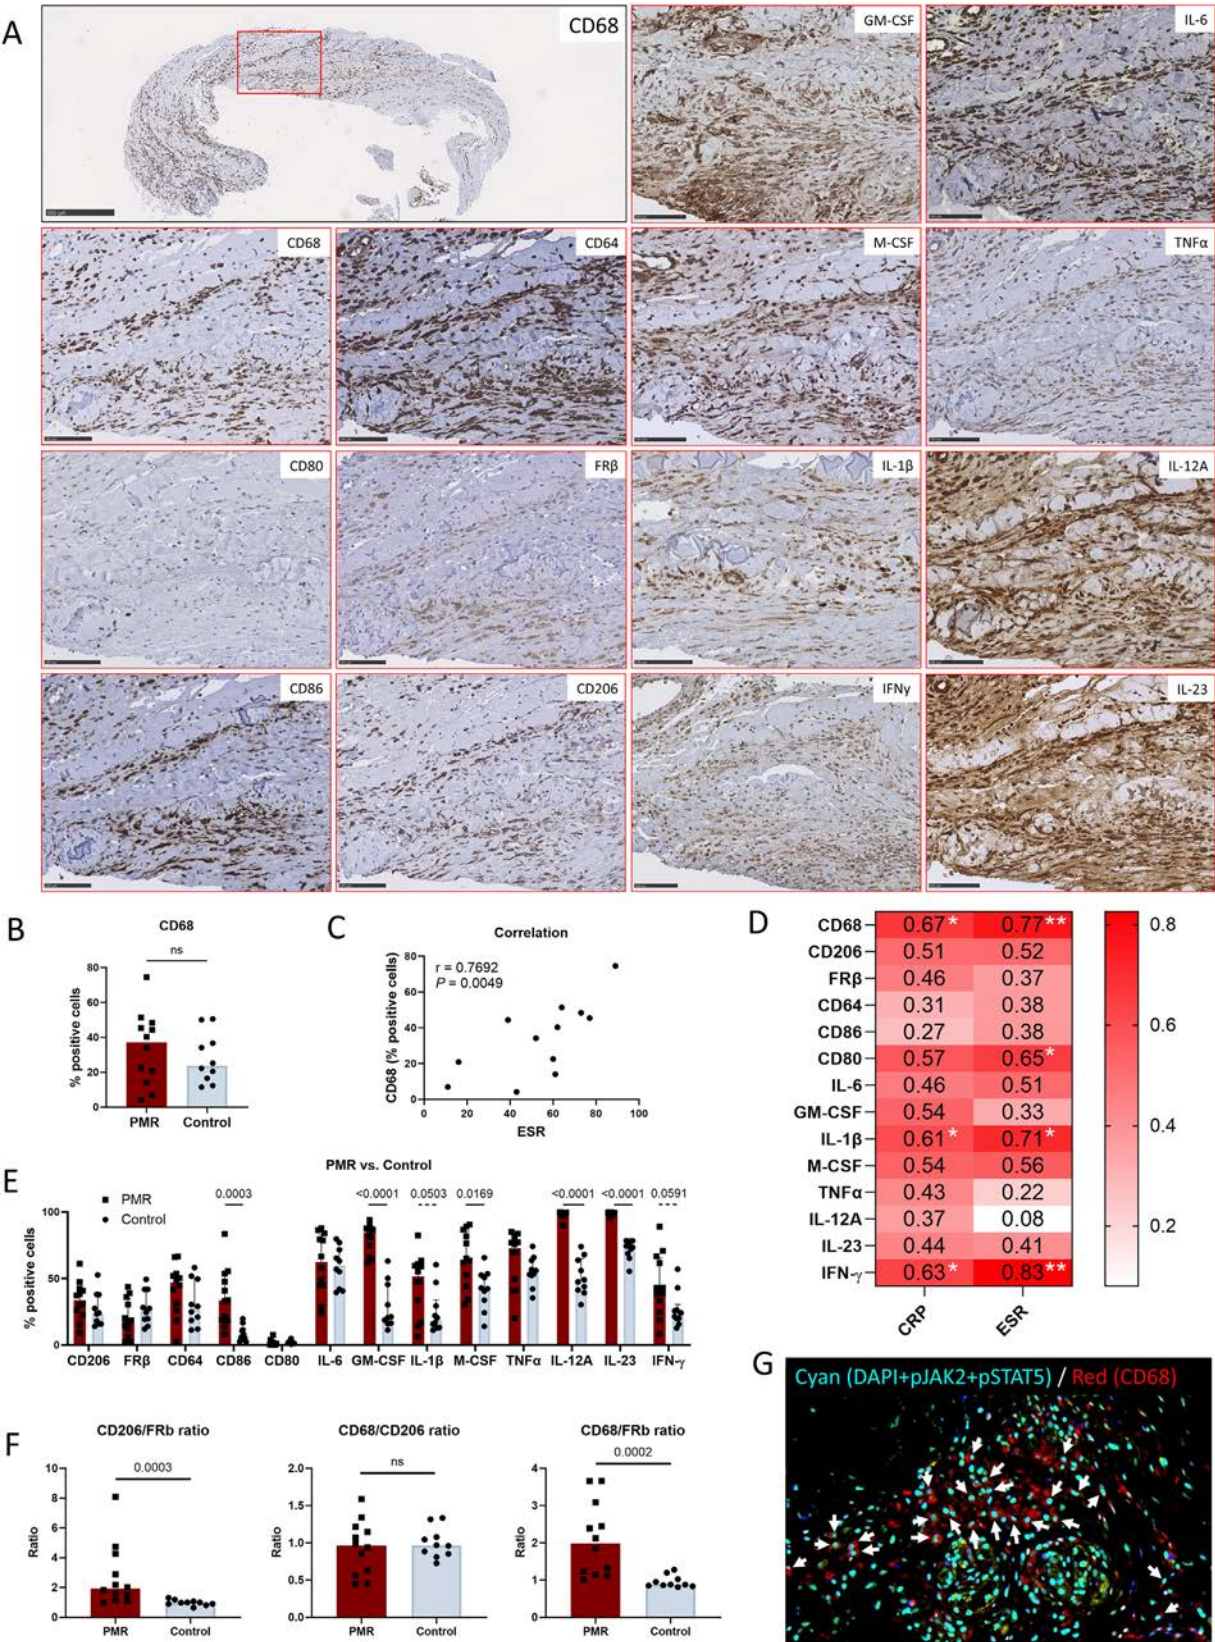 A
CD68
GM-CSF
IL-6
CD68
CD64
M-CSF
TNFα
CD80
FRβ
IL-1β
IL-12A
CD86
CD206
IFNγ
IL-23
B
CD68
ns
% positive cells
80
60
40
20
0
PMR
Control
C
Correlation
r = 0.7692
P = 0.0049
CD68 (% positive cells)
80
60
40
20
0
0 20 40 60 80 100
ESR
D
CD68 0.67* 0.77**
CD206 0.51 0.52
FRβ 0.46 0.37
CD64 0.31 0.38
CD86 0.27 0.38
CD80 0.57 0.65*
IL-6 0.46 0.51
GM-CSF 0.54 0.33
IL-1β 0.61* 0.71*
M-CSF 0.54 0.56
TNFα 0.43 0.22
IL-12A 0.37 0.08
IL-23 0.44 0.41
IFN-γ 0.63* 0.83**
CRP
ESR
0.8
0.6
0.4
0.2
E
PMR vs. Control
PMR
Control
0.0003
<0.0001 0.0503 0.0169
<0.0001 <0.0001 0.0591
% positive cells
100
50
0
CD206 FRβ CD64 CD86 CD80 IL-6 GM-CSF IL-1β M-CSF TNFα IL-12A IL-23 IFN-γ
F
CD206/FRb ratio
0.0003
Ratio
10
8
6
4
2
0
PMR
Control
CD68/CD206 ratio
ns
Ratio
2.0
1.5
1.0
0.5
0.0
PMR
Control
CD68/FRb ratio
0.0002
Ratio
4
3
2
1
0
PMR
Control
G
Cyan (DAPI+pJAK2+pSTAT5) / Red (CD68)